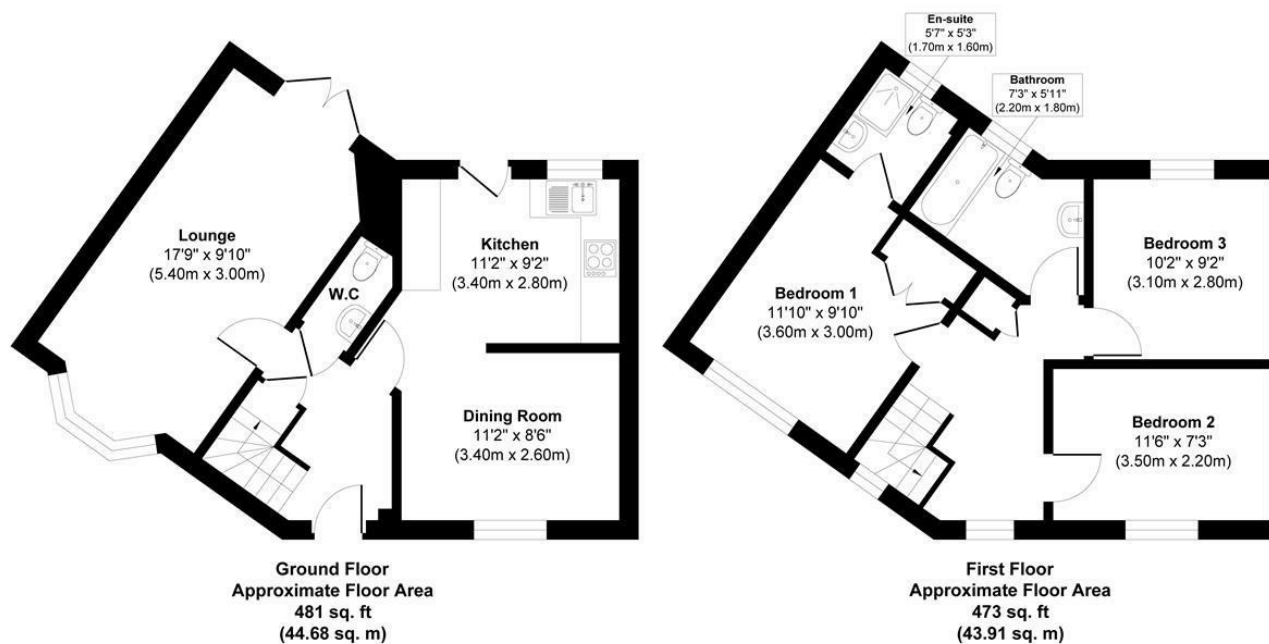 Lounge
17'9" x 9'10"
(5.40m x 3.00m)
W.C
Kitchen
11'2" x 9'2"
(3.40m x 2.80m)
Dining Room
11'2" x 8'6"
(3.40m x 2.60m)
Ground Floor
Approximate Floor Area
481 sq. ft
(44.68 sq. m)
En-suite
5'7" x 5'3"
(1.70m x 1.60m)
Bathroom
7'3" x 5'11"
(2.20m x 1.80m)
Bedroom 1
11'10" x 9'10"
(3.60m x 3.00m)
Bedroom 3
10'2" x 9'2"
(3.10m x 2.80m)
Bedroom 2
11'6" x 7'3"
(3.50m x 2.20m)
First Floor
Approximate Floor Area
473 sq. ft
(43.91 sq. m)